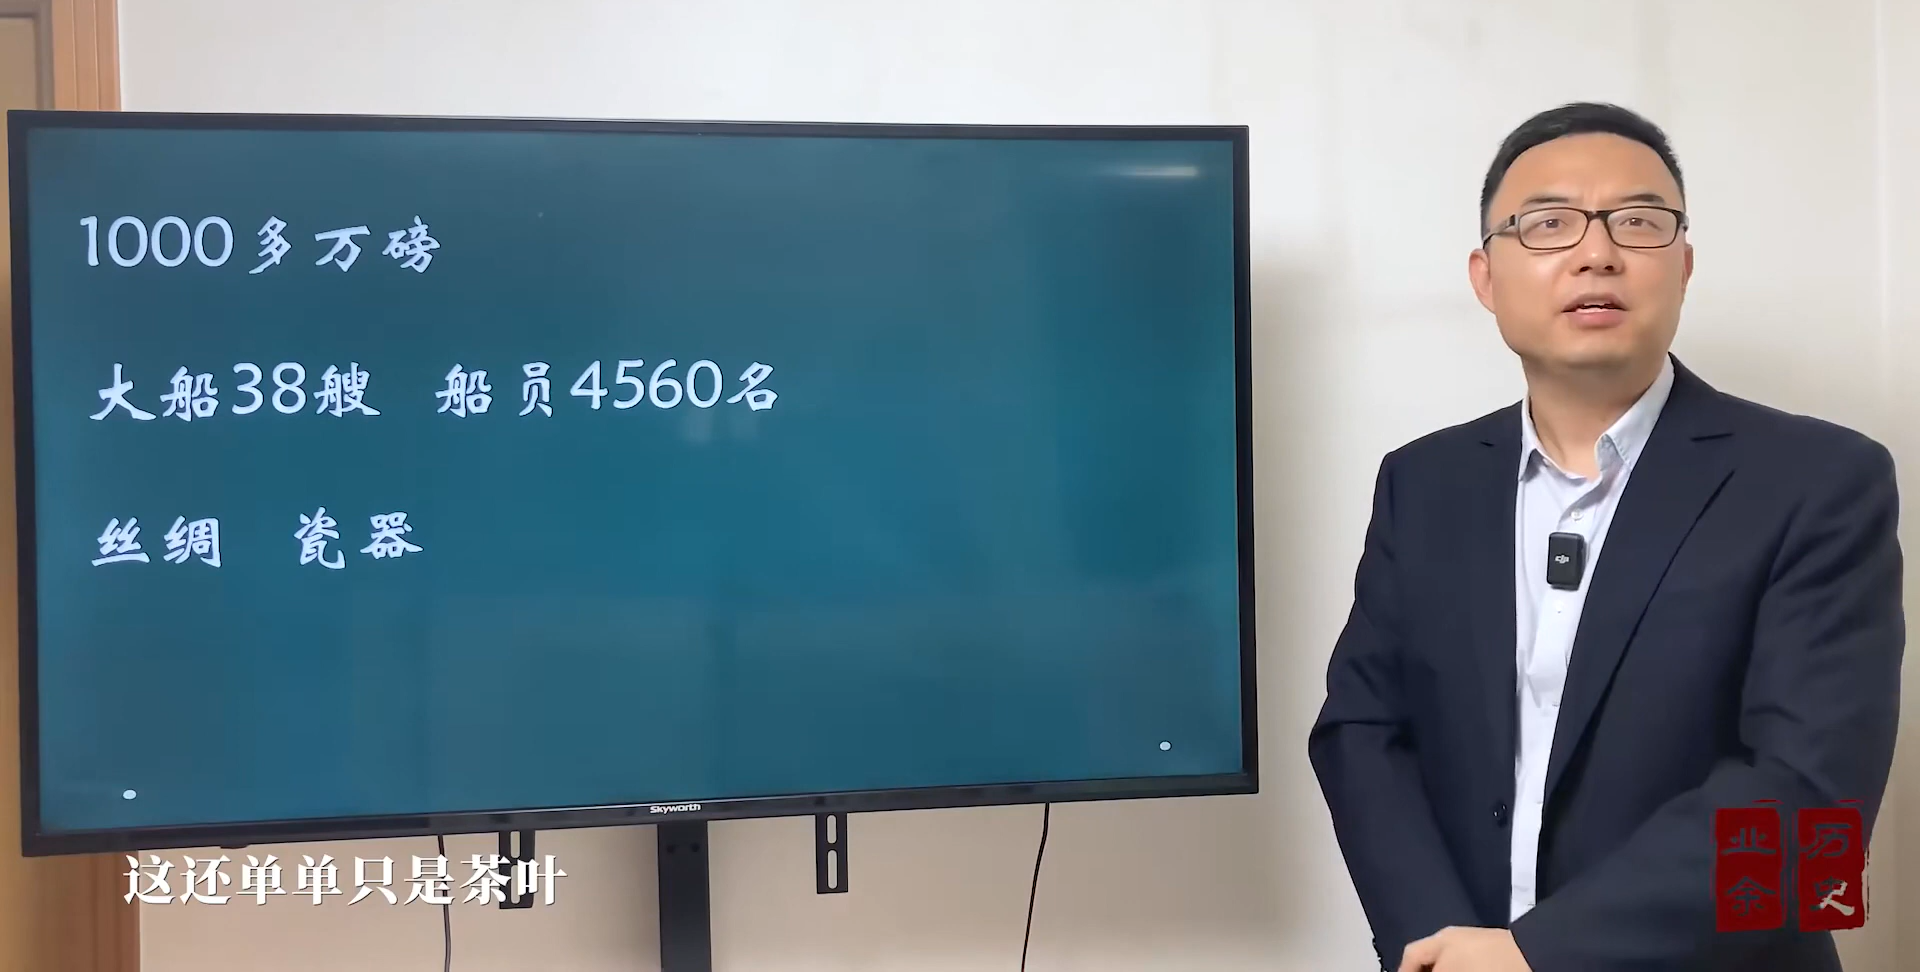 1000多万磅
大船38艘 船员4560名
丝绸 瓷器
Skyworth
这还单单只是茶叶
dji
历史
业余